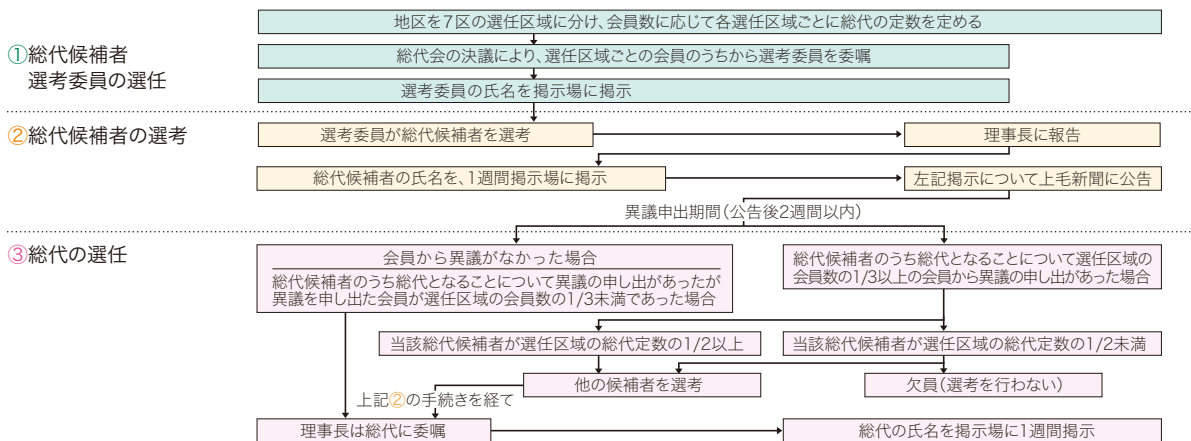 地区を7区の選任区域に分け、会員数に応じて各選任区域ごとに総代の定数を定める
①総代候補者
選考委員の選任
総代会の決議により、選任区域ごとの会員のうちから選考委員を委嘱
選考委員の氏名を掲示場に掲示
②総代候補者の選考
選考委員が総代候補者を選考
理事長に報告
総代候補者の氏名を、1週間掲示場に掲示
左記掲示について上毛新聞に公告
異議申出期間(公告後2週間以内)
③総代の選任
会員から異議がなかった場合
総代候補者のうち総代となることについて異議の申し出があったが
異議を申し出た会員が選任区域の会員数の1/3未満であった場合
総代候補者のうち総代となることについて選任区域の
会員数の1/3以上の会員から異議の申し出があった場合
当該総代候補者が選任区域の総代定数の1/2以上
当該総代候補者が選任区域の総代定数の1/2未満
他の候補者を選考
欠員(選考を行わない)
上記②の手続きを経て
理事長は総代に委嘱
総代の氏名を掲示場に1週間掲示